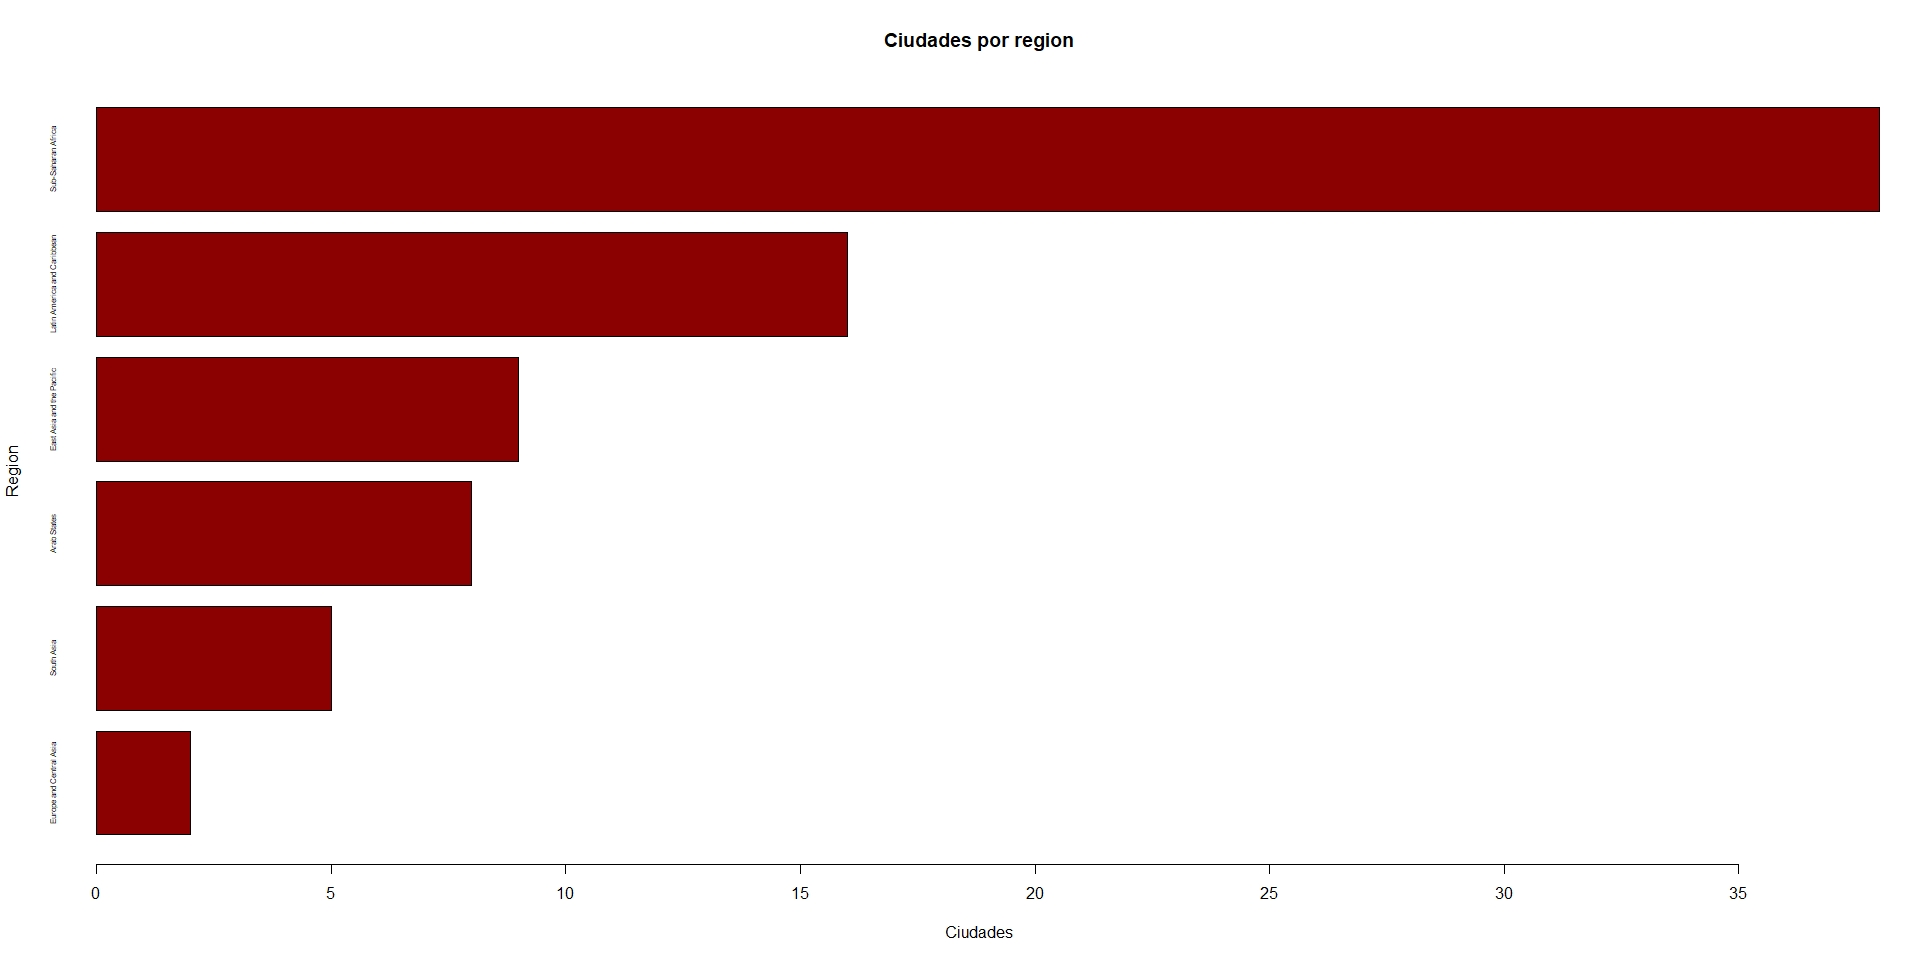 Ciudades por region
Sub-Saharan Africa
Latin America and Caribbean
East Asia and the Pacific
Region
Arab States
South Asia
Europe and Central Asia
0 5 10 15 20 25 30 35
Ciudades